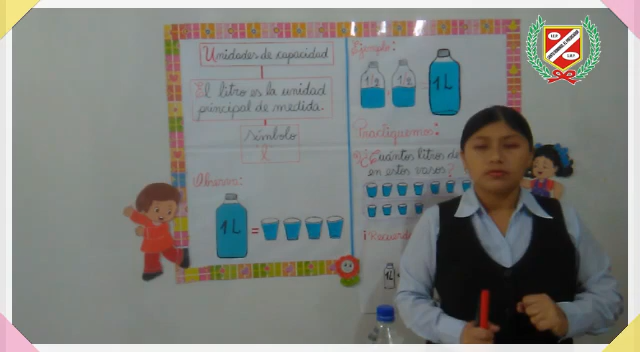 Unidades de capacidad
El litro es la unidad
principal de medida.
símbolo
l
Observa:
1L
=
Ejemplo:
1L
Practiquemos:
¿Cuántos litros de
en estos vasos?
¡Recuerda